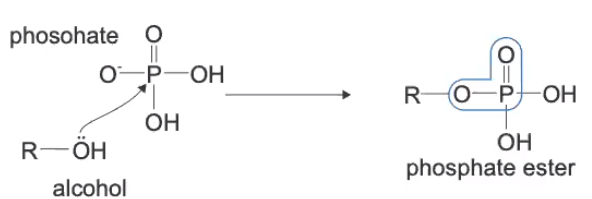 phosohate
O
O⁻ P OH
OH
R ÖH
alcohol
O
R O P OH
OH
phosphate ester